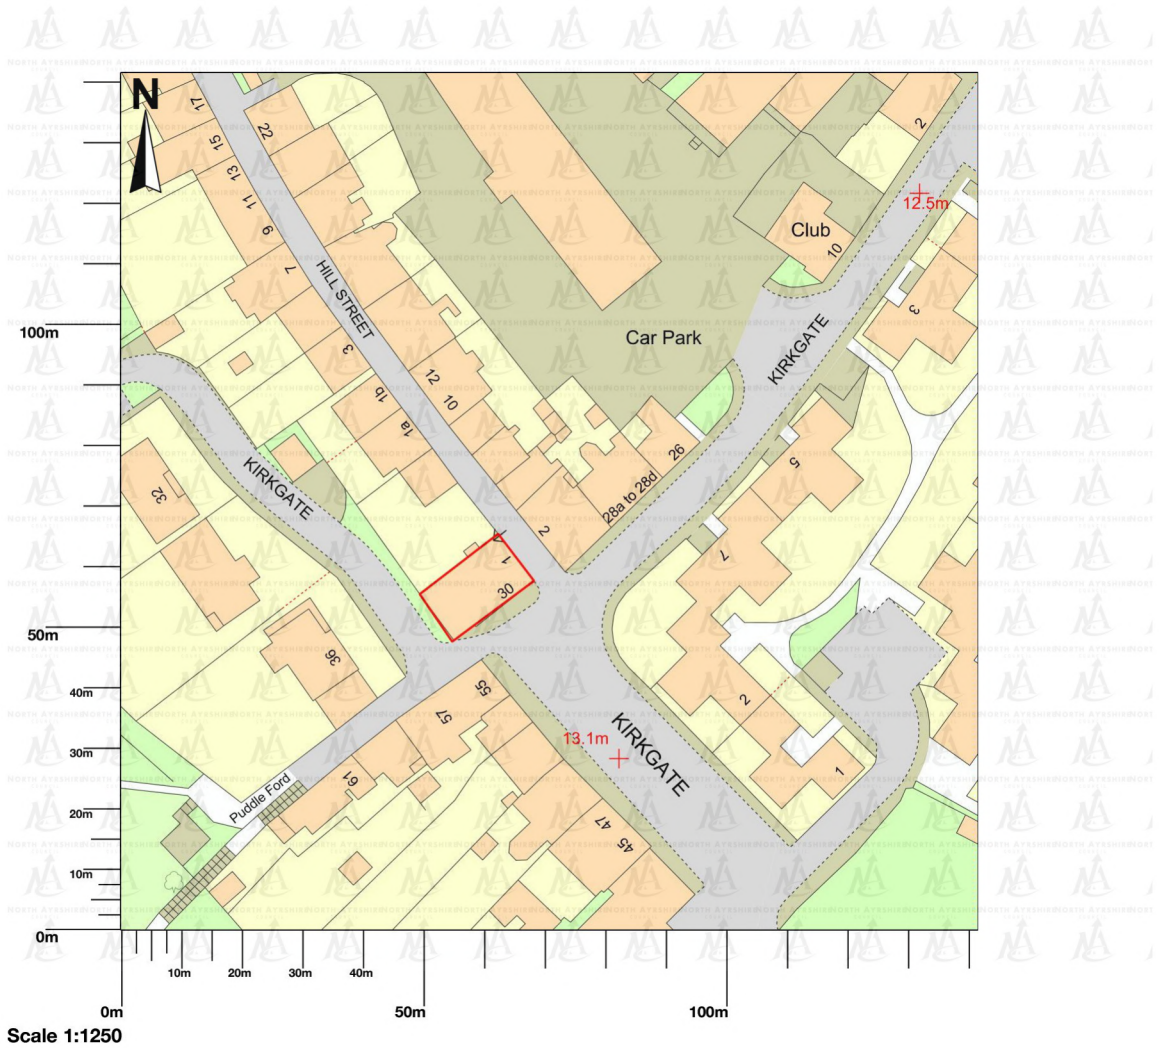 N
17
22
2
15
13
12.5m
11
Club
9
10
7
HILL STREET
3
100m
Car Park
KIRKGATE
3
12
1b
10
1a
26
5
KIRKGATE
28a to 28d
32
2
7
1
30
50m
36
55
40m
2
57
KIRKGATE
13.1m
30m
61
1
Puddle Ford
20m
47
45
10m
0m
10m
20m
30m
40m
0m
50m
100m
Scale 1:1250